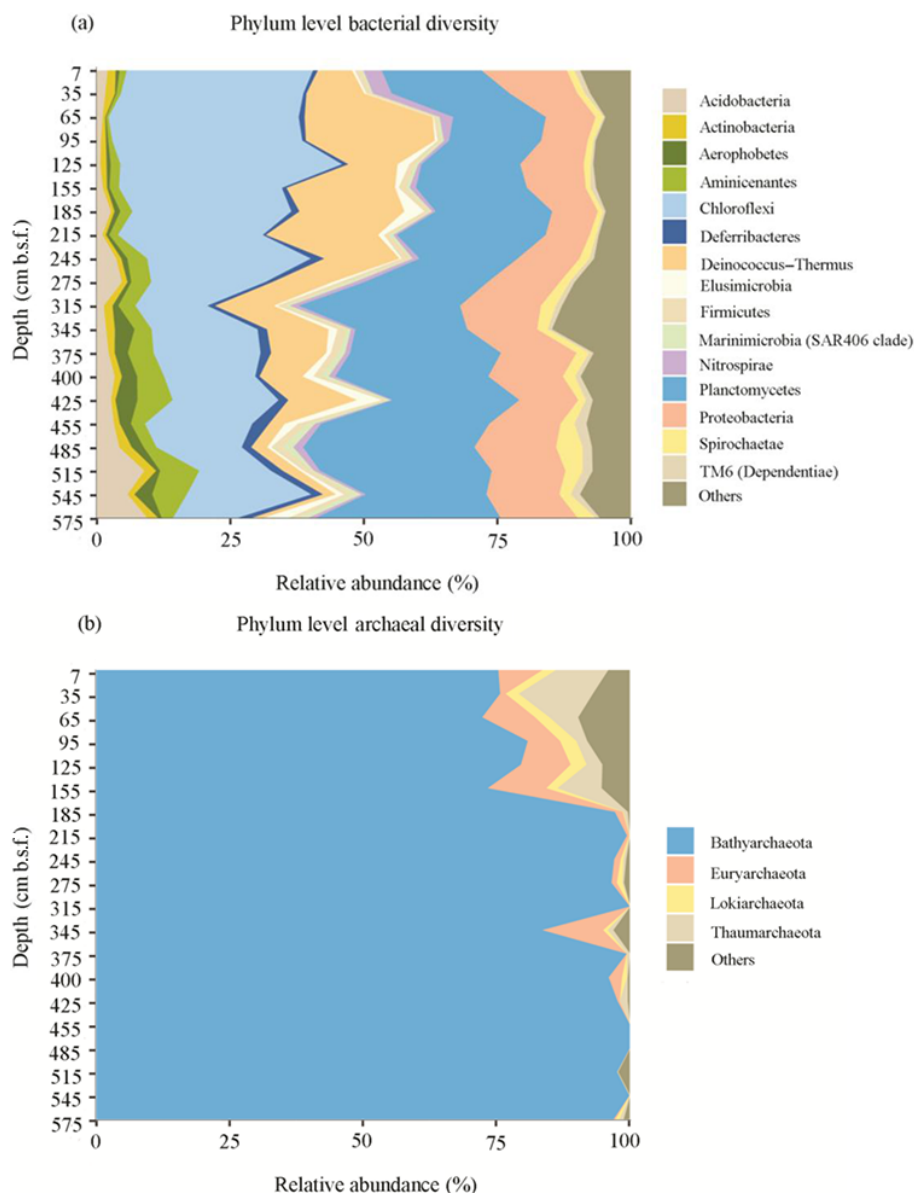 (a) Phylum level bacterial diversity
7
35
65
95
125
155
185
215
245
275
315
345
375
400
425
455
485
515
545
575
Depth (cm b.s.f.)
0 25 50 75 100
Relative abundance (%)
Acidobacteria
Actinobacteria
Aerophobetes
Aminicenantes
Chloroflexi
Deferribacteres
Deinococcus–Thermus
Elusimicrobia
Firmicutes
Marinimicrobia (SAR406 clade)
Nitrospirae
Planctomycetes
Proteobacteria
Spirochaetae
TM6 (Dependentiae)
Others
(b) Phylum level archaeal diversity
7
35
65
95
125
155
185
215
245
275
315
345
375
400
425
455
485
515
545
575
Depth (cm b.s.f.)
0 25 50 75 100
Relative abundance (%)
Bathyarchaeota
Euryarchaeota
Lokiarchaeota
Thaumarchaeota
Others